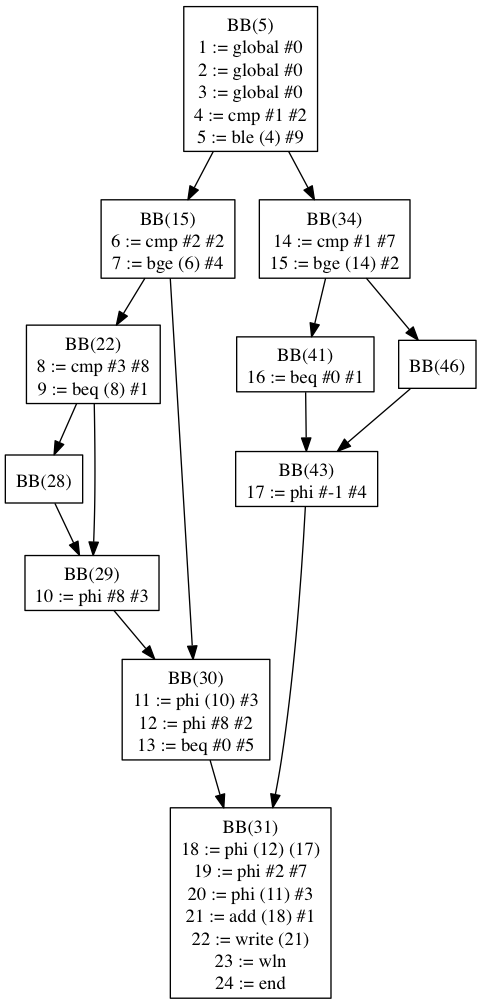 BB(5)
1 := global #0
2 := global #0
3 := global #0
4 := cmp #1 #2
5 := ble (4) #9
BB(15)
6 := cmp #2 #2
7 := bge (6) #4
BB(34)
14 := cmp #1 #7
15 := bge (14) #2
BB(22)
8 := cmp #3 #8
9 := beq (8) #1
BB(41)
16 := beq #0 #1
BB(46)
BB(28)
BB(43)
17 := phi #-1 #4
BB(29)
10 := phi #8 #3
BB(30)
11 := phi (10) #3
12 := phi #8 #2
13 := beq #0 #5
BB(31)
18 := phi (12) (17)
19 := phi #2 #7
20 := phi (11) #3
21 := add (18) #1
22 := write (21)
23 := wln
24 := end